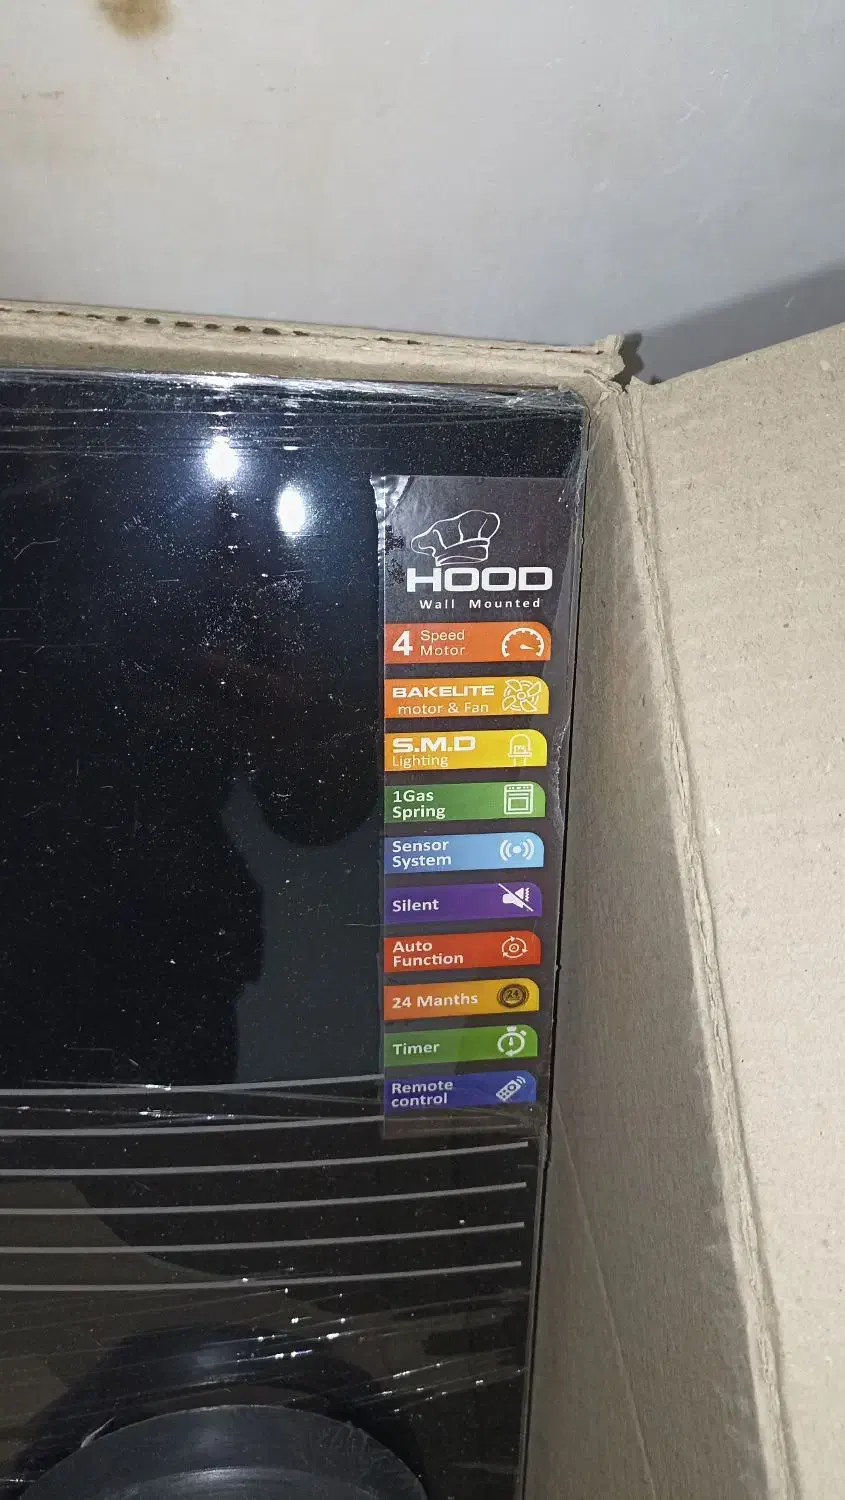 HOOD
Wall Mounted
4 Speed
Motor
BAKELITE
motor & Fan
S.M.D
Lighting
1Gas
Spring
Sensor
System
Silent
Auto
Function
24 Manths
24
Timer
Remote
control